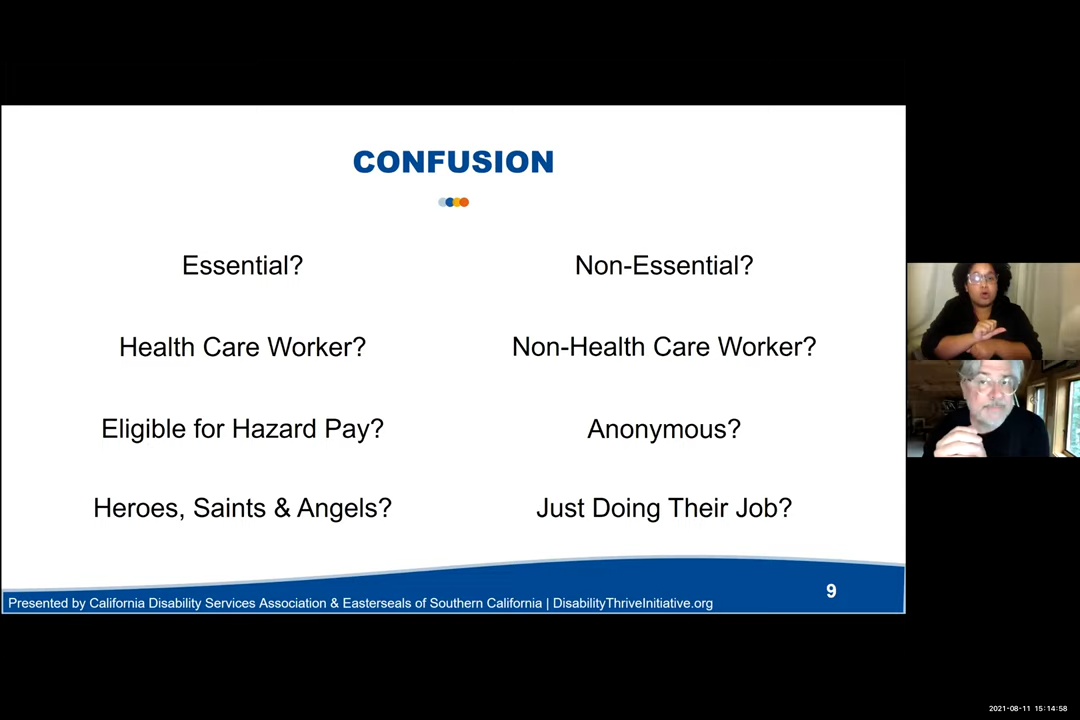 CONFUSION
Essential?
Non-Essential?
Health Care Worker?
Non-Health Care Worker?
Eligible for Hazard Pay?
Anonymous?
Heroes, Saints & Angels?
Just Doing Their Job?
9
Presented by California Disability Services Association & Easterseals of Southern California | DisabilityThriveInitiative.org
2021-08-11 15:14:58